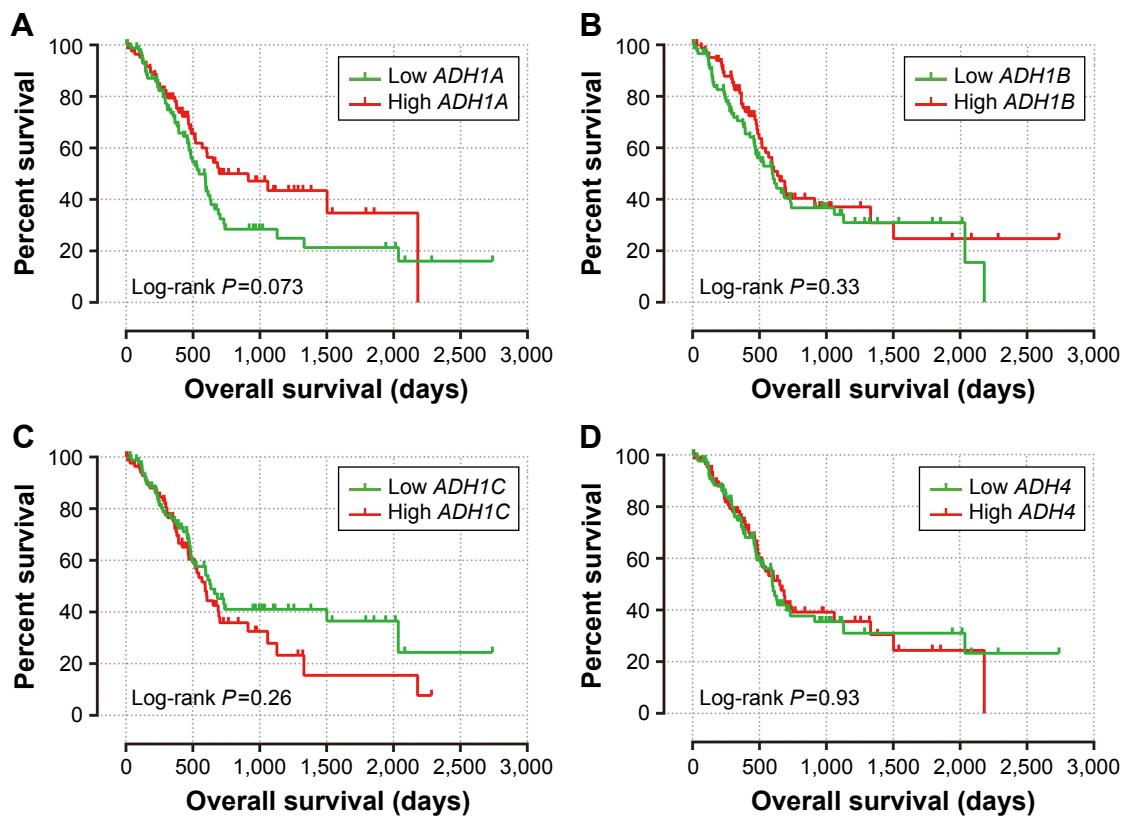 A
Percent survival
100
80
60
40
20
0
Low ADH1A
High ADH1A
Log-rank P=0.073
0 500 1,000 1,500 2,000 2,500 3,000
Overall survival (days)
B
Percent survival
100
80
60
40
20
0
Low ADH1B
High ADH1B
Log-rank P=0.33
0 500 1,000 1,500 2,000 2,500 3,000
Overall survival (days)
C
Percent survival
100
80
60
40
20
0
Low ADH1C
High ADH1C
Log-rank P=0.26
0 500 1,000 1,500 2,000 2,500 3,000
Overall survival (days)
D
Percent survival
100
80
60
40
20
0
Low ADH4
High ADH4
Log-rank P=0.93
0 500 1,000 1,500 2,000 2,500 3,000
Overall survival (days)